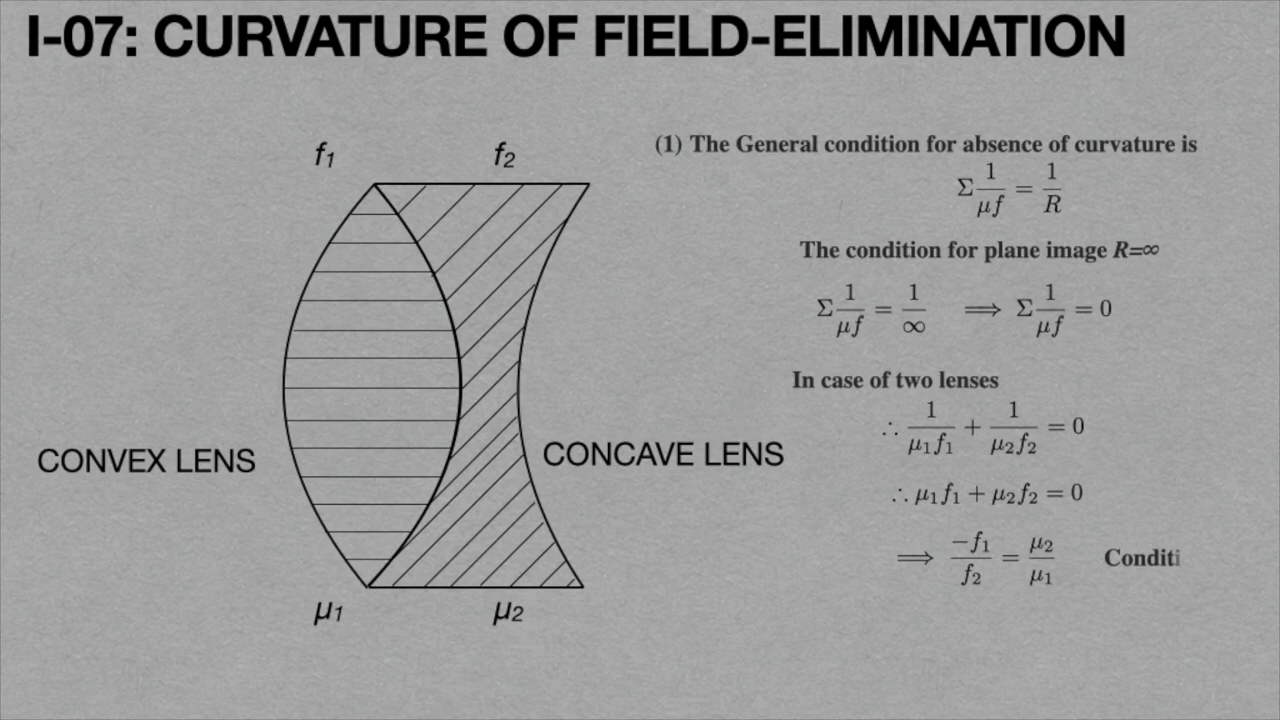 I-07: CURVATURE OF FIELD-ELIMINATION
f1 f2
CONVEX LENS
CONCAVE LENS
μ1 μ2
(1) The General condition for absence of curvature is
Σ 1/μf = 1/R
The condition for plane image R=∞
Σ 1/μf = 1/∞ ⟹ Σ 1/μf = 0
In case of two lenses
∴ 1/μ1f1 + 1/μ2f2 = 0
∴ μ1f1 + μ2f2 = 0
⟹ −f1/f2 = μ2/μ1 Conditi